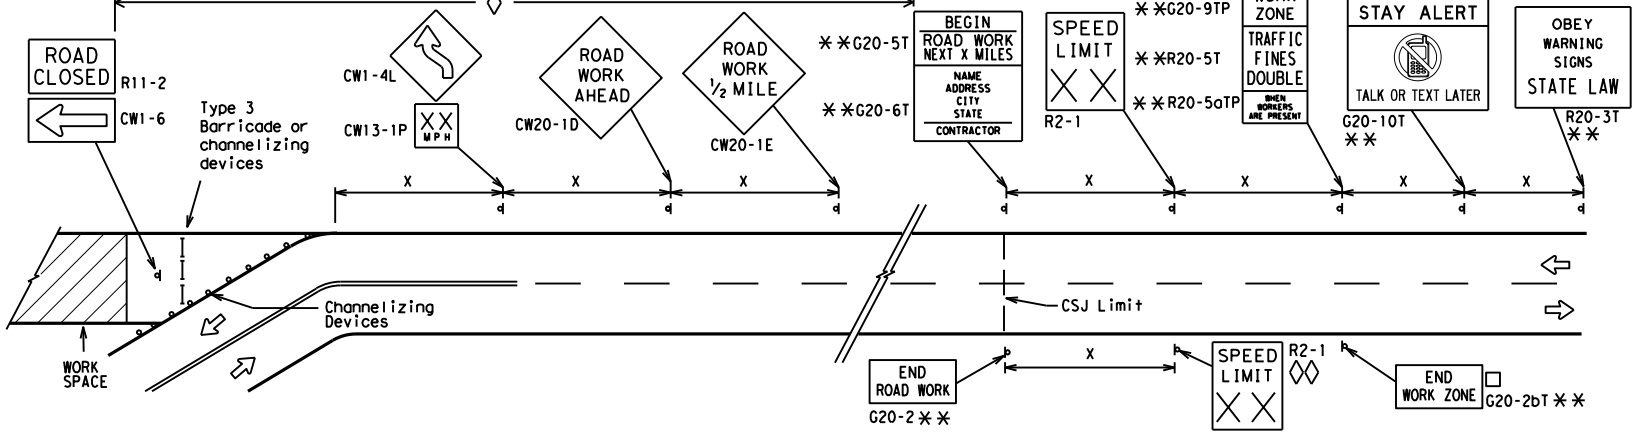 ROAD
CLOSED
R11-2
CW1-6
Type 3
Barricade or
channelizing
devices
CW1-4L
CW13-1P
XX
MPH
ROAD
WORK
AHEAD
CW20-1D
ROAD
WORK
1/2 MILE
CW20-1E
**G20-5T
**G20-6T
BEGIN
ROAD WORK
NEXT X MILES
NAME
ADDRESS
CITY
STATE
CONTRACTOR
SPEED
LIMIT
XX
R2-1
**G20-9TP
**R20-5T
**R20-5aTP
ZONE
TRAFFIC
FINES
DOUBLE
WHEN
WORKERS
ARE PRESENT
STAY ALERT
TALK OR TEXT LATER
G20-10T
**
OBEY
WARNING
SIGNS
STATE LAW
R20-3T
**
X X X X X X X
Channelizing
Devices
CSJ Limit
WORK
SPACE
END
ROAD WORK
G20-2 **
X
SPEED
LIMIT
XX
R2-1
END
WORK ZONE
G20-2bT **